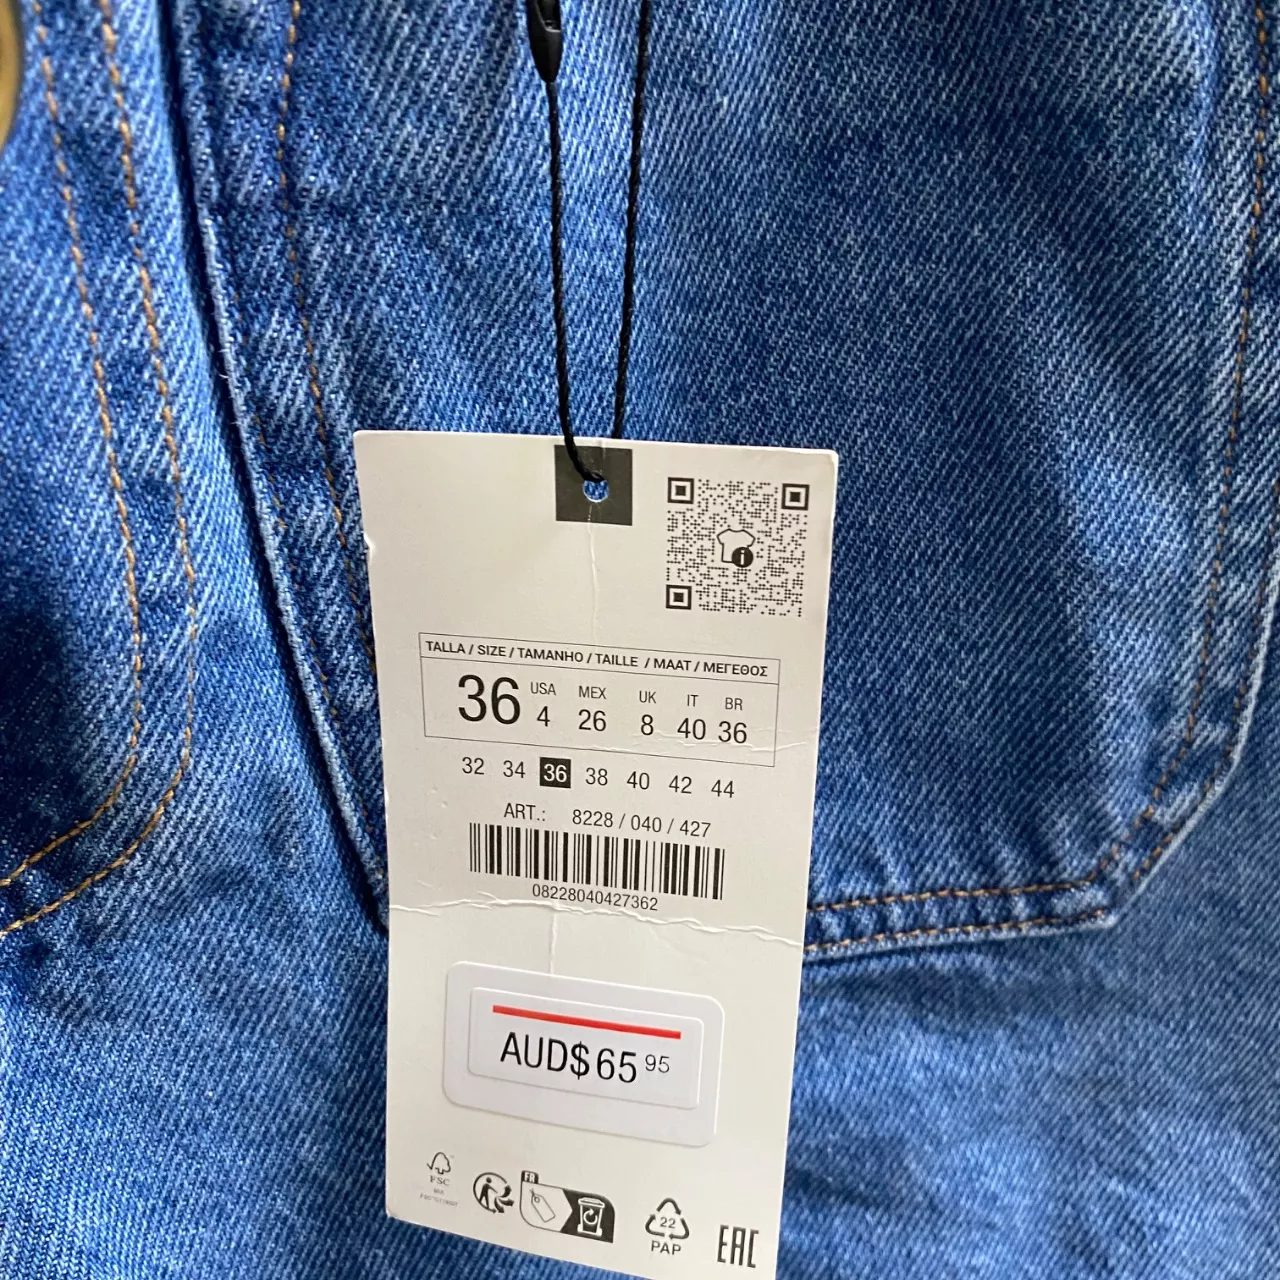 TALLA / SIZE / TAMANHO / TAILLE / MAAT / ΜΕΓΕΘΟΣ
36 USA 4 MEX 26 UK 8 IT 40 BR 36
32 34 36 38 40 42 44
ART.: 8228 / 040 / 427
08228040427362
AUD$65 95
FSC
FR
22
PAP
EAC